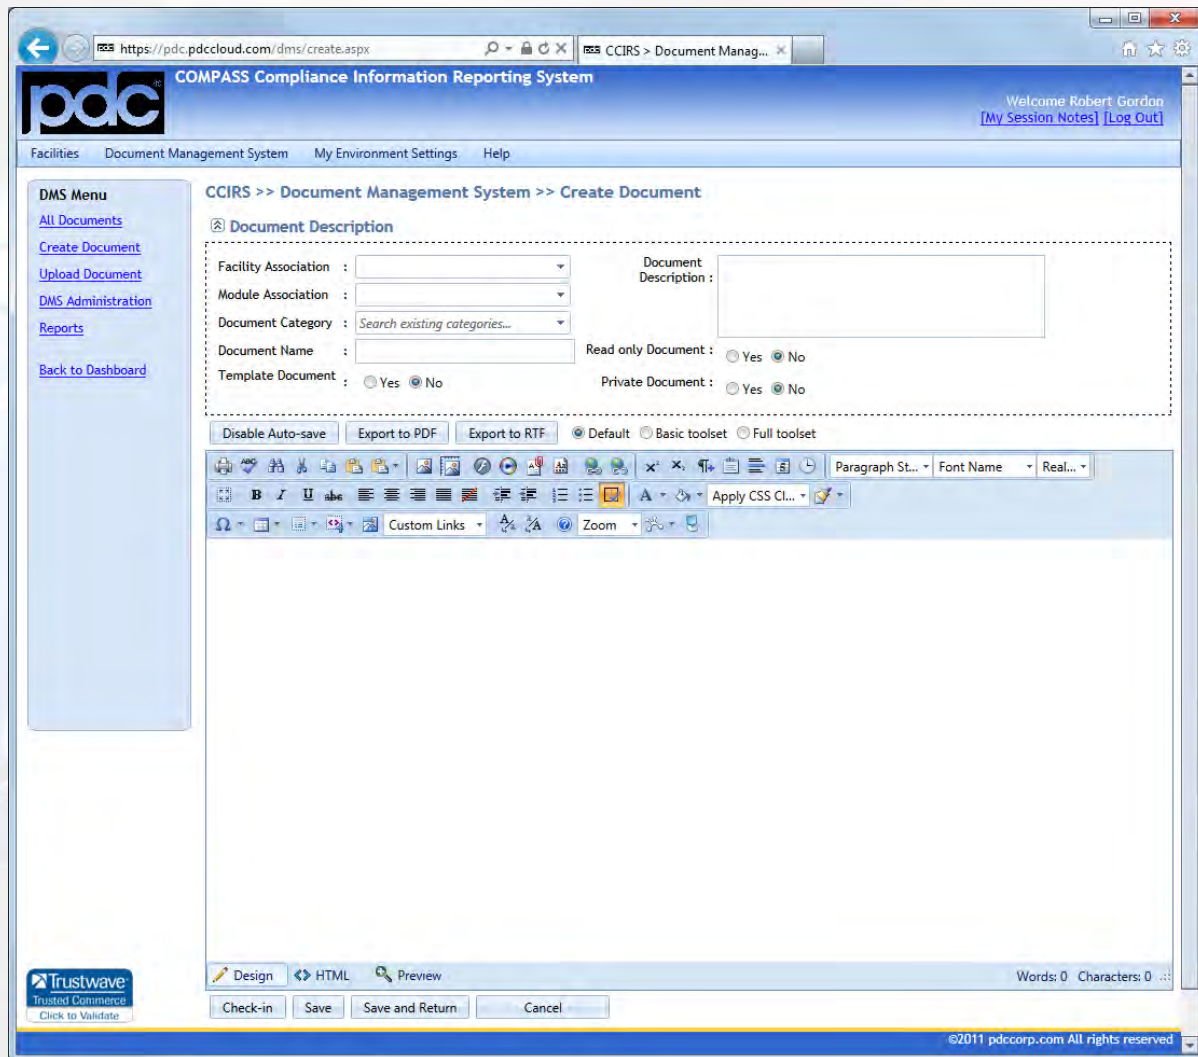 https://pdc.pdccloud.com/dms/create.aspx
CCIRS > Document Manag...
pdc
COMPASS Compliance Information Reporting System
Welcome Robert Gordon
[My Session Notes] [Log Out]
Facilities Document Management System My Environment Settings Help
DMS Menu
All Documents
Create Document
Upload Document
DMS Administration
Reports
Back to Dashboard
CCIRS >> Document Management System >> Create Document
Document Description
Facility Association :
Module Association :
Document Category : Search existing categories...
Document Name :
Template Document : Yes No
Document
Description :
Read only Document : Yes No
Private Document : Yes No
Disable Auto-save Export to PDF Export to RTF Default Basic toolset Full toolset
Paragraph St... Font Name Real...
B I U abc A Apply CSS Cl...
Ω Custom Links Zoom
Design HTML Preview Words: 0 Characters: 0
Check-in Save Save and Return Cancel
Trustwave
Trusted Commerce
Click to Validate
©2011 pdccorp.com All rights reserved